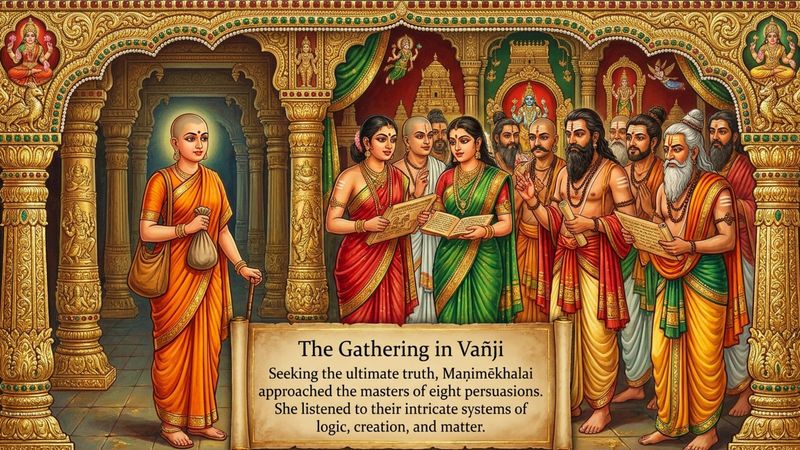 The Gathering in Vañji
Seeking the ultimate truth, Maṇimēkhalai
approached the masters of eight persuasions.
She listened to their intricate systems of
logic, creation, and matter.